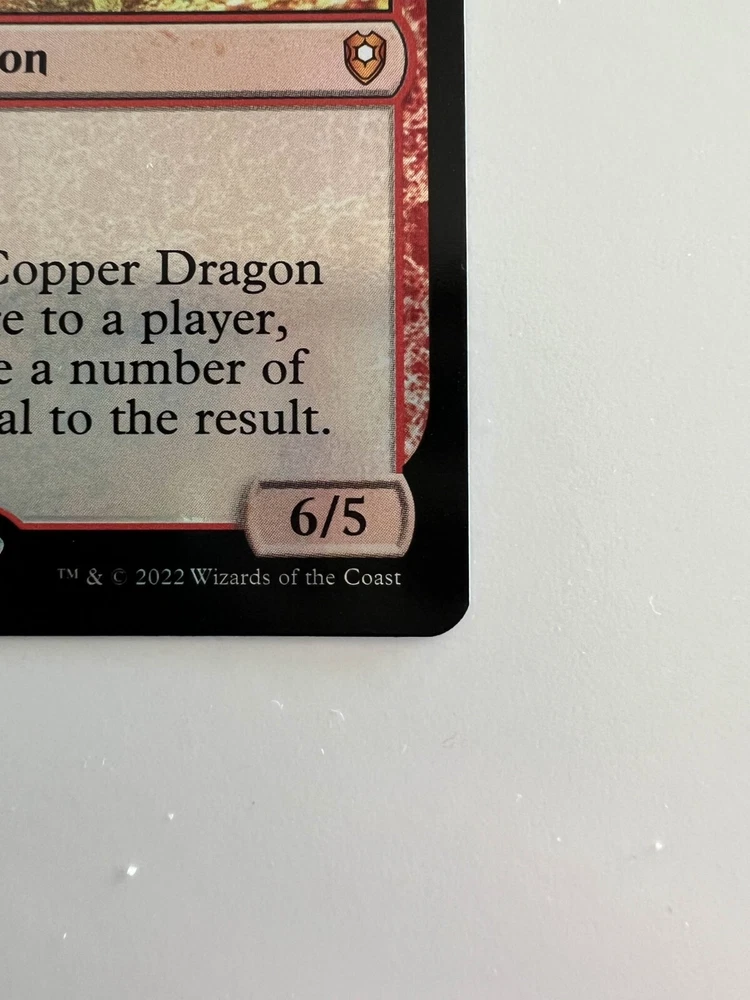 on
Copper Dragon
e to a player,
e a number of
al to the result.
6/5
™ & © 2022 Wizards of the Coast